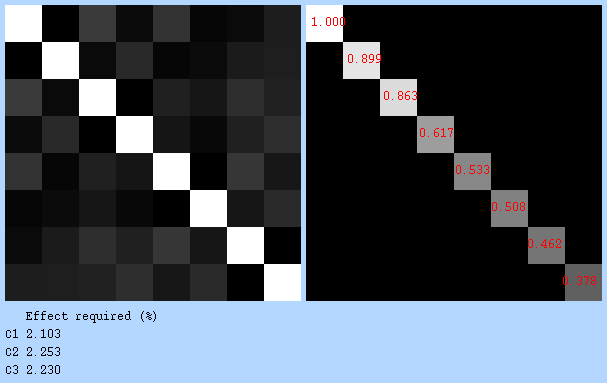 1.000
0.899
0.863
0.617
0.533
0.508
0.462
0.378
Effect required (%)
C1 2.103
C2 2.253
C3 2.230